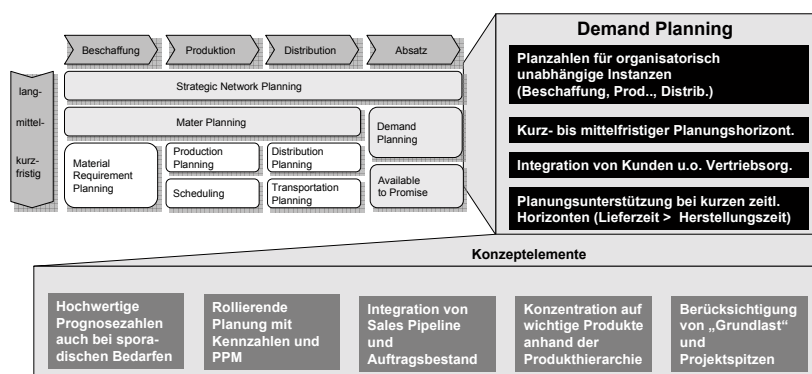 Demand Planning
Beschaffung
Produktion
Distribution
Absatz
lang-
mittel-
kurz-
fristig
Strategic Network Planning
Mater Planning
Demand
Planning
Material
Requirement
Planning
Production
Planning
Distribution
Planning
Scheduling
Transportation
Planning
Available
to Promise
Planzahlen für organisatorisch
unabhängige Instanzen
(Beschaffung, Prod.., Distrib.)
Kurz- bis mittelfristiger Planungshorizont.
Integration von Kunden u.o. Vertriebsorg.
Planungsunterstützung bei kurzen zeitl.
Horizonten (Lieferzeit > Herstellungszeit)
Konzeptelemente
Hochwertige
Prognosezahlen
auch bei spora-
dischen Bedarfen
Rollierende
Planung mit
Kennzahlen und
PPM
Integration von
Sales Pipeline
und
Auftragsbestand
Konzentration auf
wichtige Produkte
anhand der
Produkthierarchie
Berücksichtigung
von „Grundlast“
und
Projektspitzen